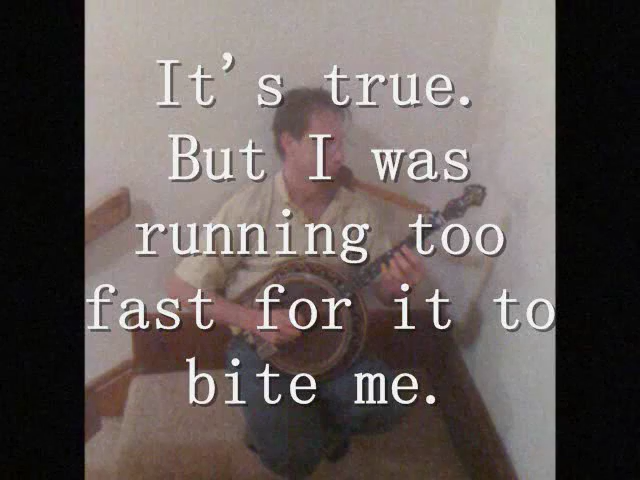 It's true.
But I was
running too
fast for it to
bite me.